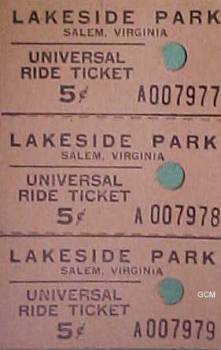 LAKESIDE PARK
SALEM, VIRGINIA
UNIVERSAL
RIDE TICKET
5¢ A007977
LAKESIDE PARK
SALEM, VIRGINIA
UNIVERSAL
RIDE TICKET
5¢ A007978
LAKESIDE PARK
SALEM, VIRGINIA
UNIVERSAL
GCM
RIDE TICKET
5¢ A007979